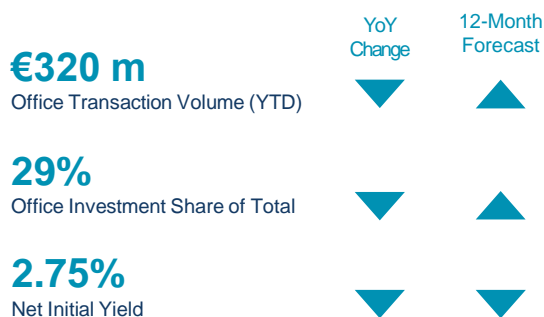 YoY
Change
12-Month
Forecast
€320 m
Office Transaction Volume (YTD)
29%
Office Investment Share of Total
2.75%
Net Initial Yield